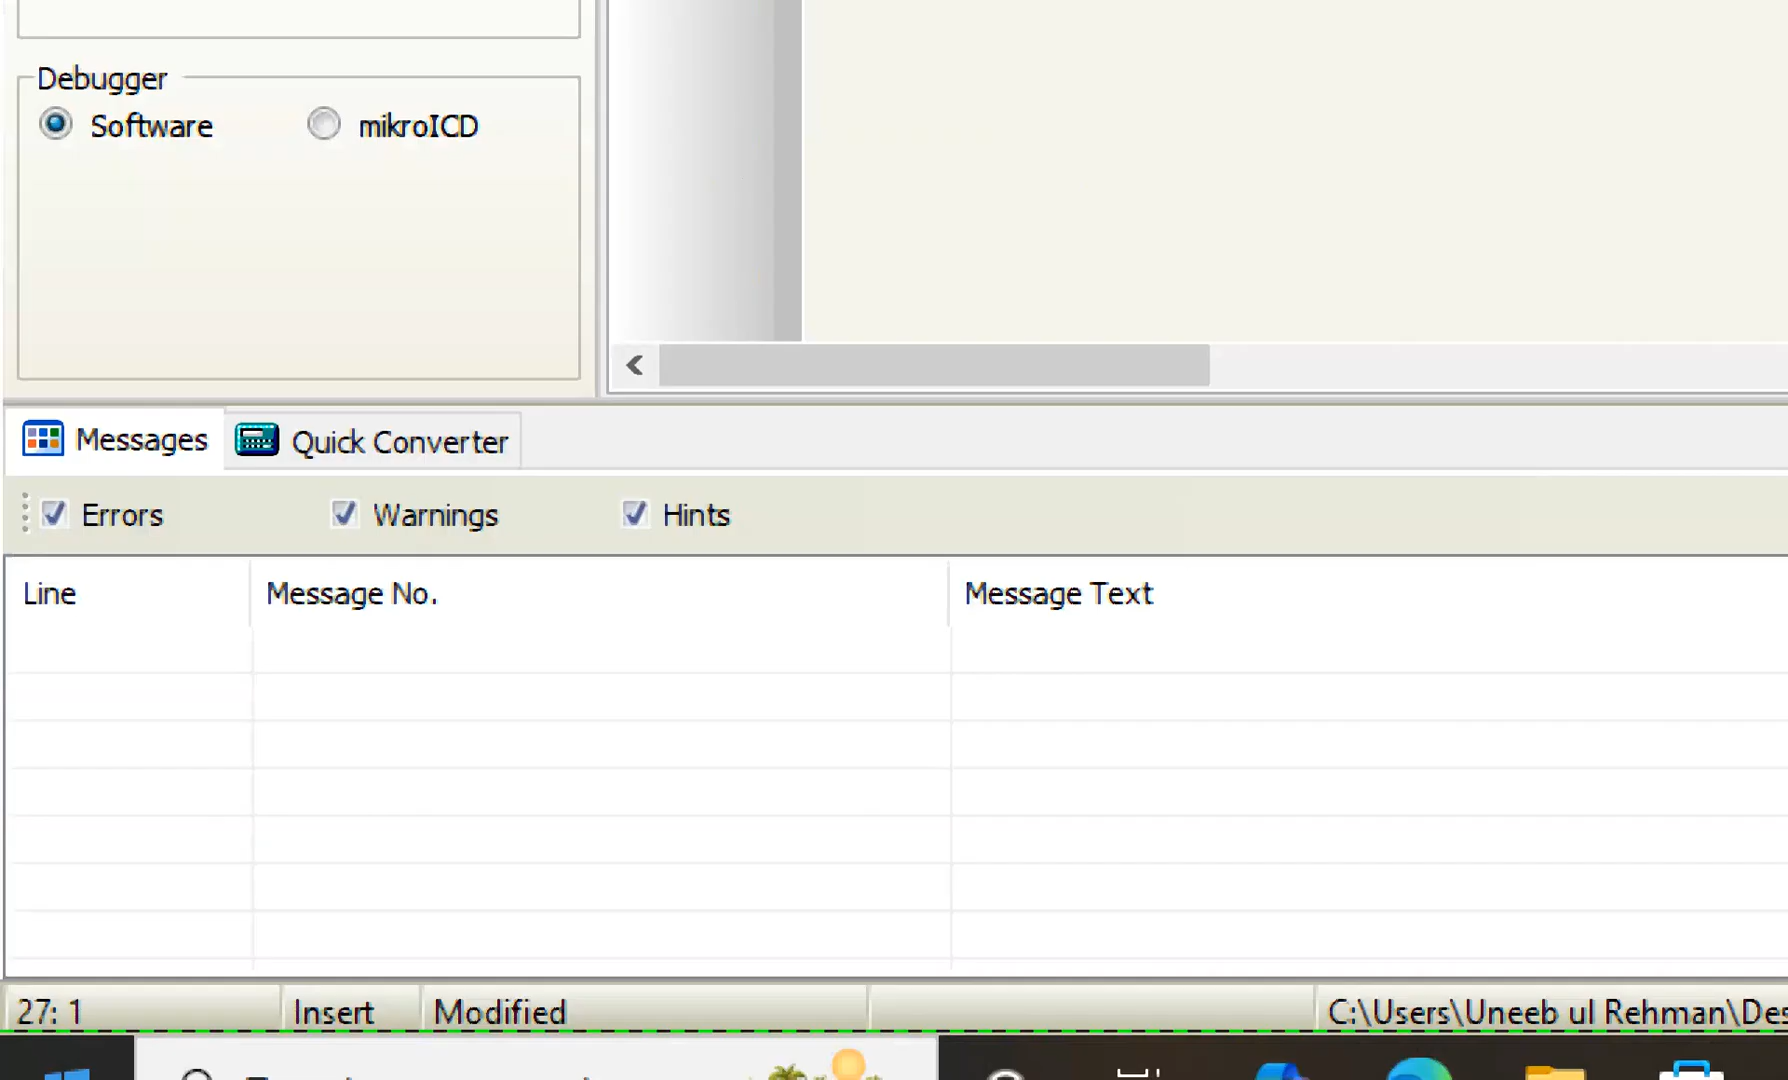 Debugger
Software mikroICD
Messages Quick Converter
Errors Warnings Hints
Line Message No. Message Text
27: 1 Insert Modified C:\Users\Uneeb ul Rehman\Des